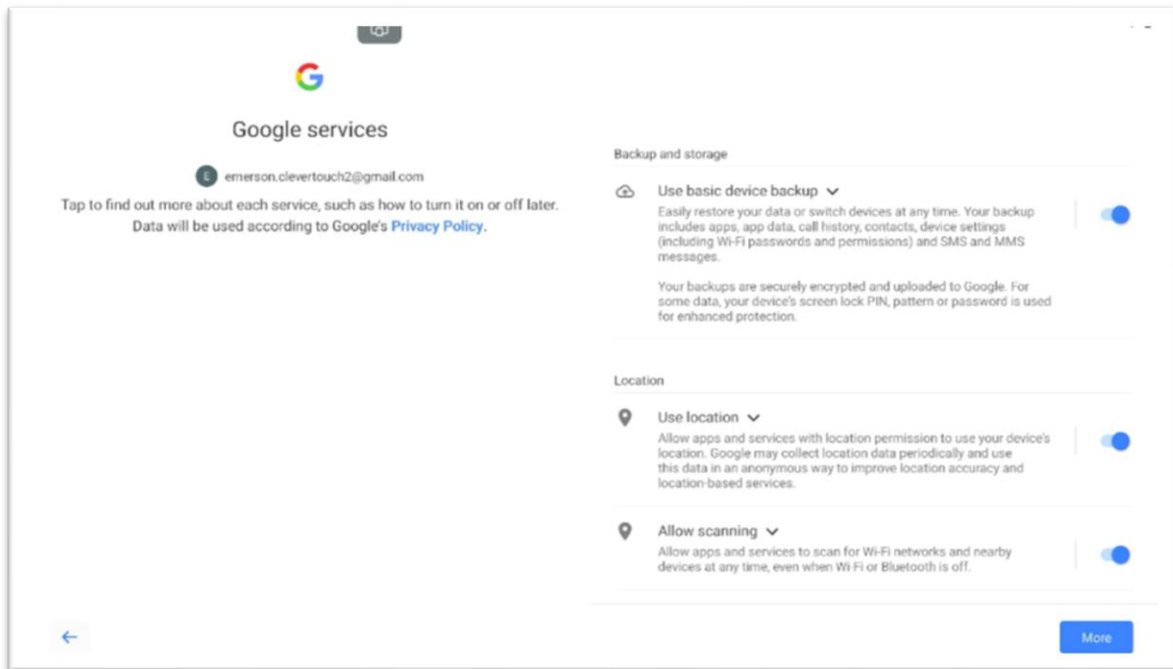 Google services
E emerson.clevertouch2@gmail.com
Tap to find out more about each service, such as how to turn it on or off later.
Data will be used according to Google's Privacy Policy.
Backup and storage
Use basic device backup
Easily restore your data or switch devices at any time. Your backup
includes apps, app data, call history, contacts, device settings
(including Wi-Fi passwords and permissions) and SMS and MMS
messages.
Your backups are securely encrypted and uploaded to Google. For
some data, your device's screen lock PIN, pattern or password is used
for enhanced protection.
Location
Use location
Allow apps and services with location permission to use your device's
location. Google may collect location data periodically and use
this data in an anonymous way to improve location accuracy and
location-based services.
Allow scanning
Allow apps and services to scan for Wi-Fi networks and nearby
devices at any time, even when Wi-Fi or Bluetooth is off.
More